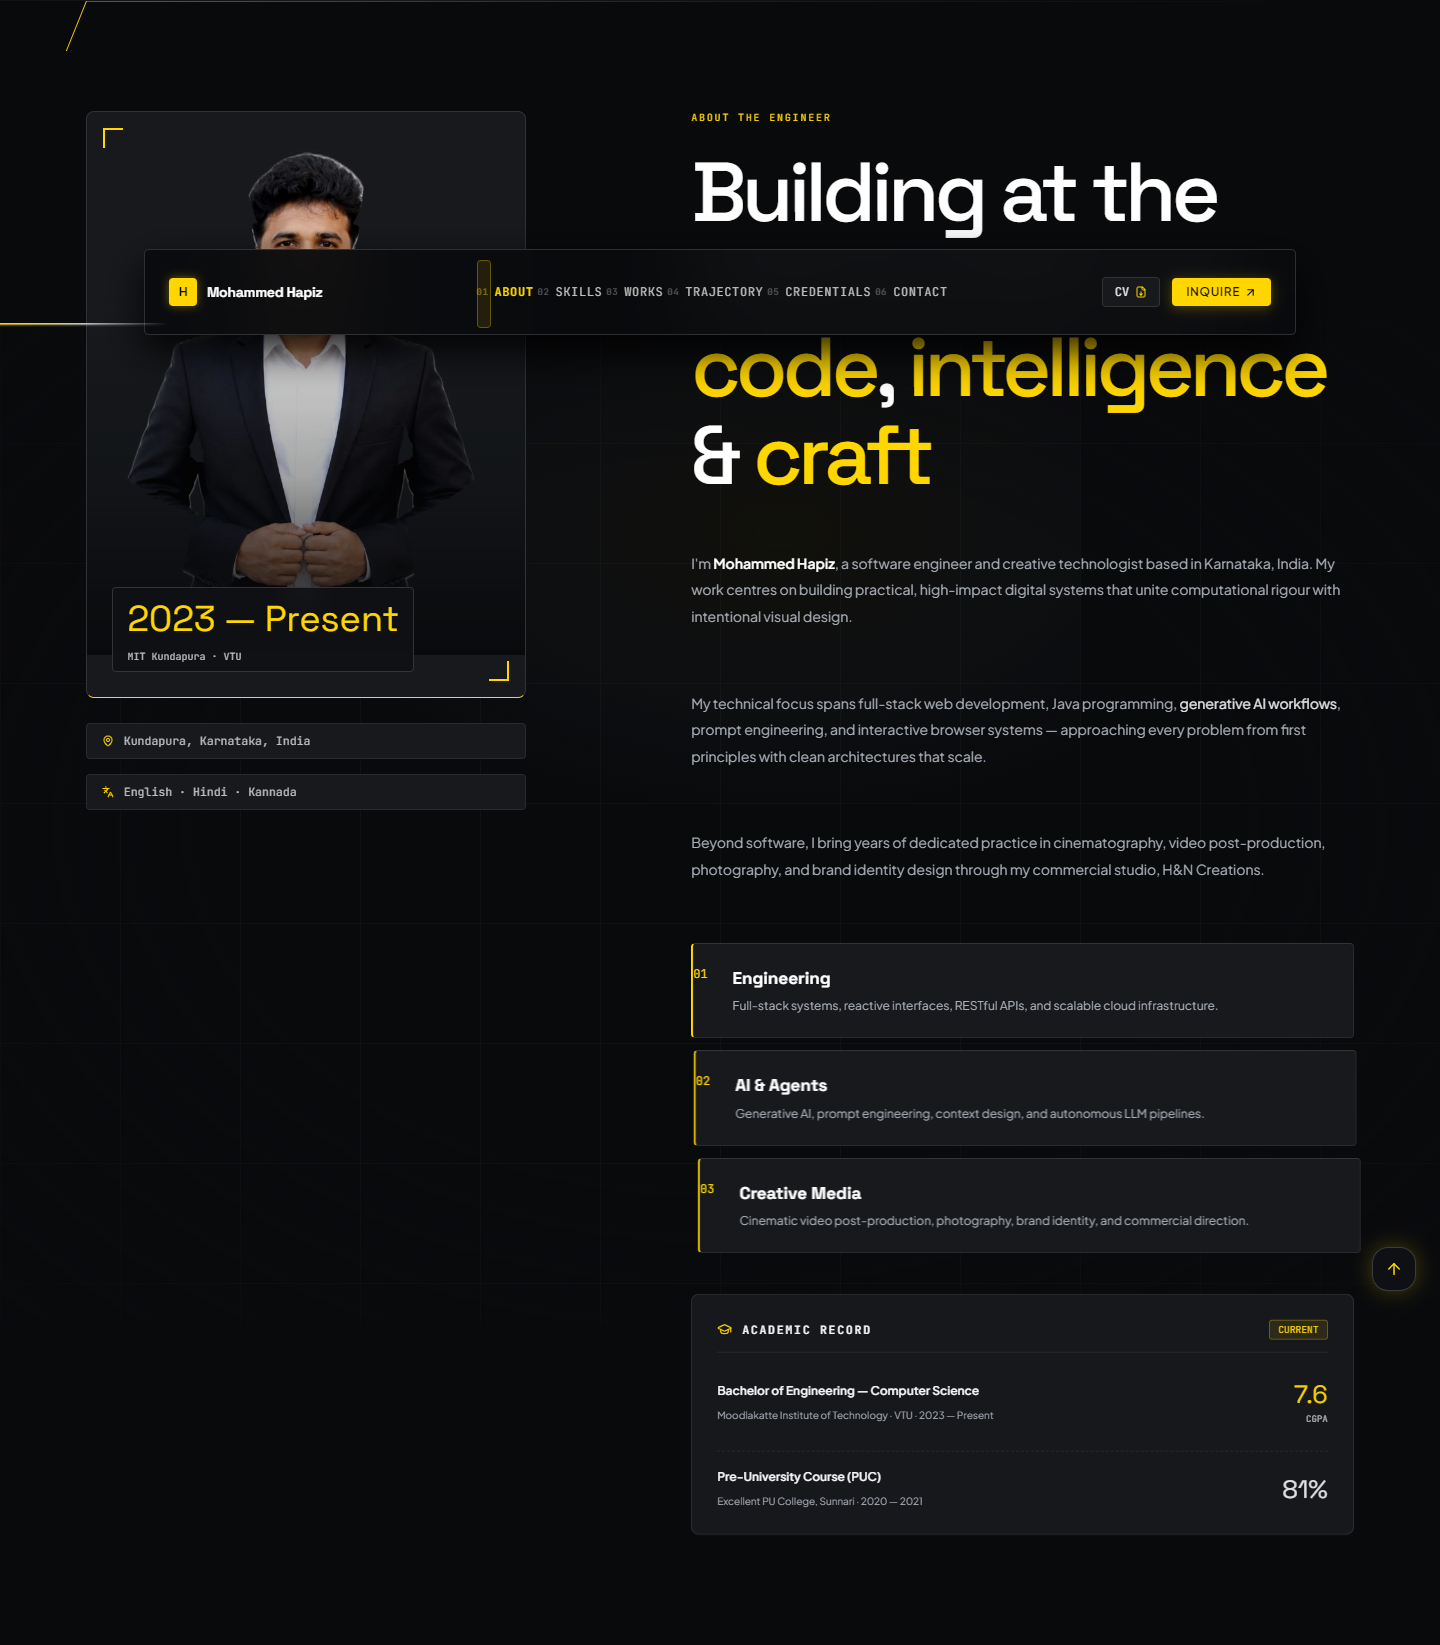 ABOUT THE ENGINEER
Building at the
H
Mohammed Hapiz
01 ABOUT 02 SKILLS 03 WORKS 04 TRAJECTORY 05 CREDENTIALS 06 CONTACT
CV
INQUIRE
code, intelligence
& craft
2023 — Present
MIT Kundapura · VTU
Kundapura, Karnataka, India
English · Hindi · Kannada
I'm Mohammed Hapiz, a software engineer and creative technologist based in Karnataka, India. My
work centres on building practical, high-impact digital systems that unite computational rigour with
intentional visual design.
My technical focus spans full-stack web development, Java programming, generative AI workflows,
prompt engineering, and interactive browser systems — approaching every problem from first
principles with clean architectures that scale.
Beyond software, I bring years of dedicated practice in cinematography, video post-production,
photography, and brand identity design through my commercial studio, H&N Creations.
01
Engineering
Full-stack systems, reactive interfaces, RESTful APIs, and scalable cloud infrastructure.
02
AI & Agents
Generative AI, prompt engineering, context design, and autonomous LLM pipelines.
03
Creative Media
Cinematic video post-production, photography, brand identity, and commercial direction.
ACADEMIC RECORD
CURRENT
Bachelor of Engineering — Computer Science
Moodlakatte Institute of Technology · VTU · 2023 — Present
7.6
CGPA
Pre-University Course (PUC)
Excellent PU College, Sunnari · 2020 — 2021
81%